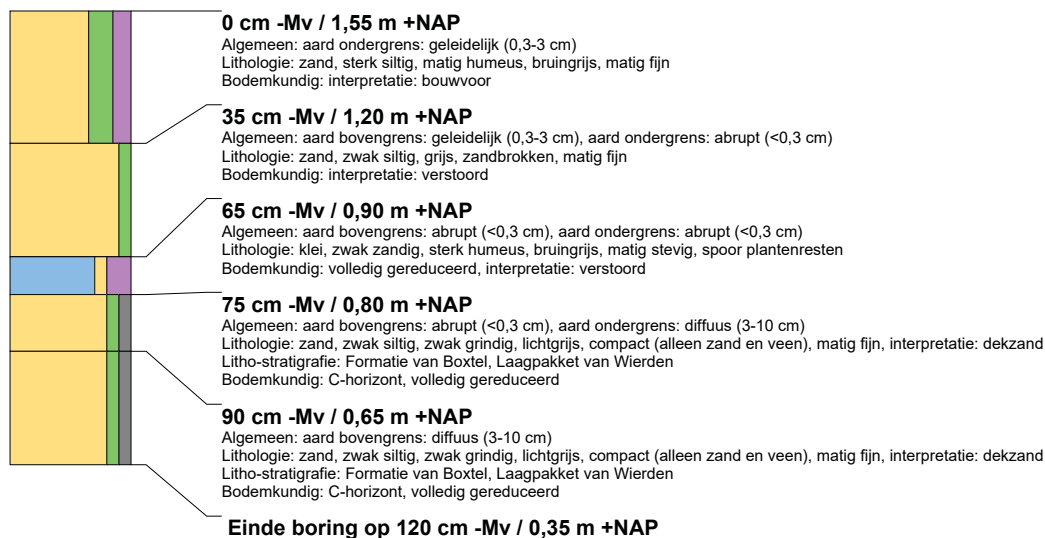 0 cm -Mv / 1,55 m +NAP
Algemeen: aard ondergrens: geleidelijk (0,3-3 cm)
Lithologie: zand, sterk siltig, matig humeus, bruingrijs, matig fijn
Bodemkundig: interpretatie: bouwvoor
35 cm -Mv / 1,20 m +NAP
Algemeen: aard bovengrens: geleidelijk (0,3-3 cm), aard ondergrens: abrupt (<0,3 cm)
Lithologie: zand, zwak siltig, grijs, zandbrokken, matig fijn
Bodemkundig: interpretatie: verstoord
65 cm -Mv / 0,90 m +NAP
Algemeen: aard bovengrens: abrupt (<0,3 cm), aard ondergrens: abrupt (<0,3 cm)
Lithologie: klei, zwak zandig, sterk humeus, bruingrijs, matig stevig, spoor plantenresten
Bodemkundig: volledig gereduceerd, interpretatie: verstoord
75 cm -Mv / 0,80 m +NAP
Algemeen: aard bovengrens: abrupt (<0,3 cm), aard ondergrens: diffuus (3-10 cm)
Lithologie: zand, zwak siltig, zwak grindig, lichtgrijs, compact (alleen zand en veen), matig fijn, interpretatie: dekzand
Litho-stratigrafie: Formatie van Boxtel, Laagpakket van Wierden
Bodemkundig: C-horizont, volledig gereduceerd
90 cm -Mv / 0,65 m +NAP
Algemeen: aard bovengrens: diffuus (3-10 cm)
Lithologie: zand, zwak siltig, zwak grindig, lichtgrijs, compact (alleen zand en veen), matig fijn, interpretatie: dekzand
Litho-stratigrafie: Formatie van Boxtel, Laagpakket van Wierden
Bodemkundig: C-horizont, volledig gereduceerd
Einde boring op 120 cm -Mv / 0,35 m +NAP